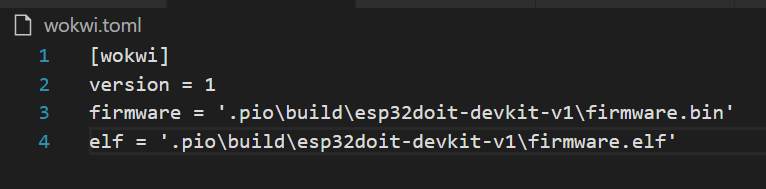 wokwi.toml
1 [wokwi]
2 version = 1
3 firmware = '.pio\build\esp32doit-devkit-v1\firmware.bin'
4 elf = '.pio\build\esp32doit-devkit-v1\firmware.elf'